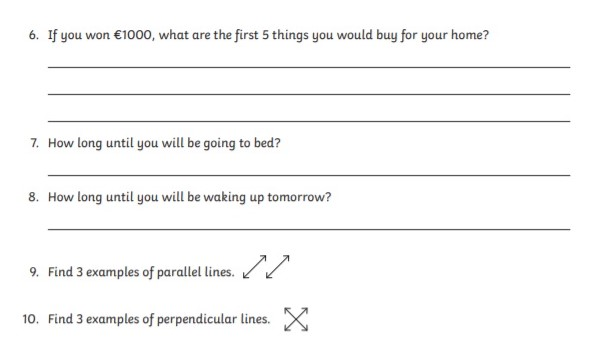 6. If you won €1000, what are the first 5 things you would buy for your home?
7. How long until you will be going to bed?
8. How long until you will be waking up tomorrow?
9. Find 3 examples of parallel lines.
10. Find 3 examples of perpendicular lines.